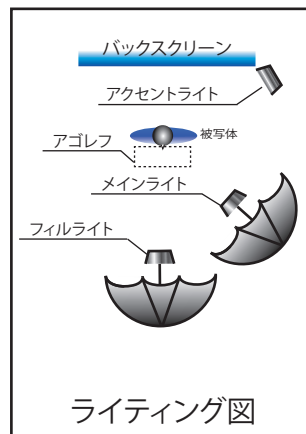 バックスクリーン
アクセントライト
アゴレフ
被写体
メインライト
フィルライト
ライティング図